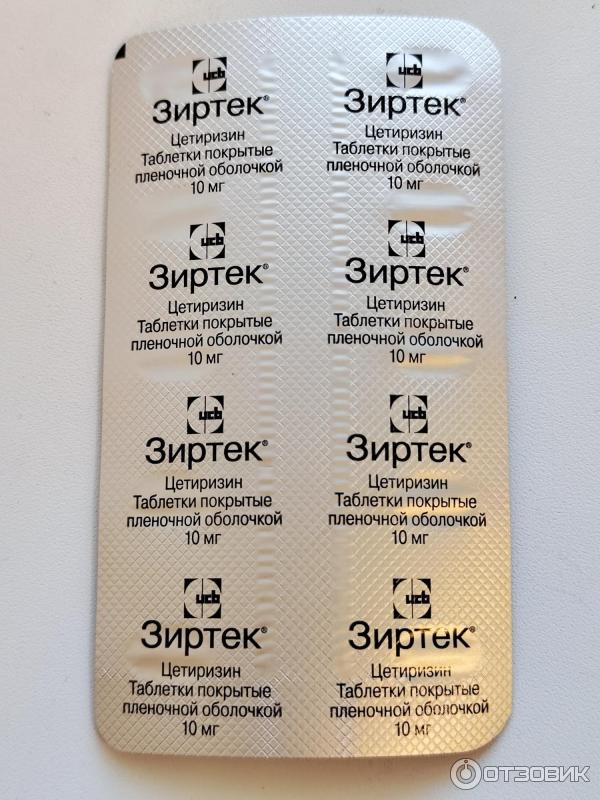 ucb
Зиртек®
Цетиризин
Таблетки покрытые
пленочной оболочкой
10 мг
ucb
Зиртек®
Цетиризин
Таблетки покрытые
пленочной оболочкой
10 мг
ucb
Зиртек®
Цетиризин
Таблетки покрытые
пленочной оболочкой
10 мг
ucb
Зиртек®
Цетиризин
Таблетки покрытые
пленочной оболочкой
10 мг
ucb
Зиртек®
Цетиризин
Таблетки покрытые
пленочной оболочкой
10 мг
ucb
Зиртек®
Цетиризин
Таблетки покрытые
пленочной оболочкой
10 мг
ucb
Зиртек®
Цетиризин
Таблетки покрытые
пленочной оболочкой
10 мг
ucb
Зиртек®
Цетиризин
Таблетки покрытые
пленочной оболочкой
10 мг
ОТЗОВИК